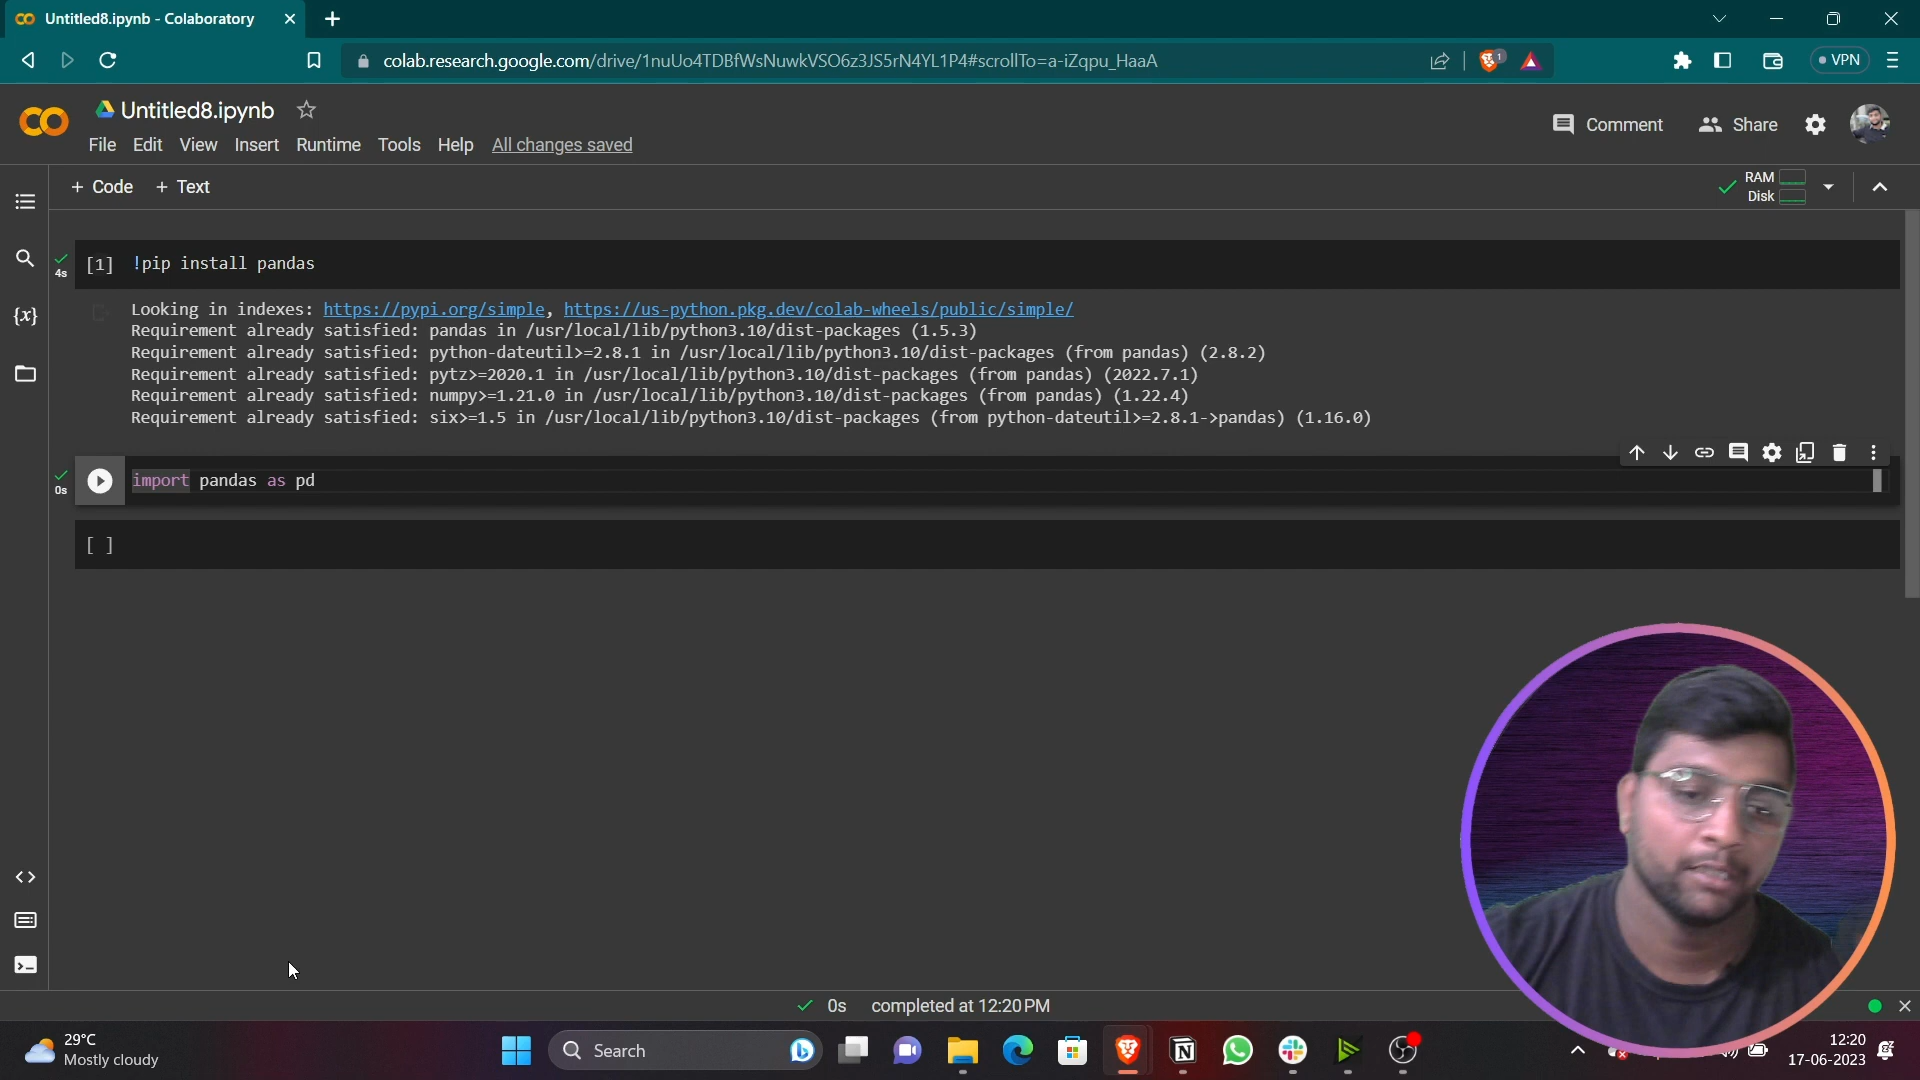 Untitled8.ipynb - Colaboratory
colab.research.google.com/drive/1nuUo4TDBfWsNuwkVSO6z3JS5rN4YL1P4#scrollTo=a-iZqpu_HaaA
1
VPN
Untitled8.ipynb
File Edit View Insert Runtime Tools Help All changes saved
Comment
Share
+ Code + Text
RAM
Disk
4s
[1] !pip install pandas
Looking in indexes: https://pypi.org/simple, https://us-python.pkg.dev/colab-wheels/public/simple/
Requirement already satisfied: pandas in /usr/local/lib/python3.10/dist-packages (1.5.3)
Requirement already satisfied: python-dateutil>=2.8.1 in /usr/local/lib/python3.10/dist-packages (from pandas) (2.8.2)
Requirement already satisfied: pytz>=2020.1 in /usr/local/lib/python3.10/dist-packages (from pandas) (2022.7.1)
Requirement already satisfied: numpy>=1.21.0 in /usr/local/lib/python3.10/dist-packages (from pandas) (1.22.4)
Requirement already satisfied: six>=1.5 in /usr/local/lib/python3.10/dist-packages (from python-dateutil>=2.8.1->pandas) (1.16.0)
0s
import pandas as pd
[ ]
0s completed at 12:20 PM
29°C
Mostly cloudy
Search
12:20
17-06-2023